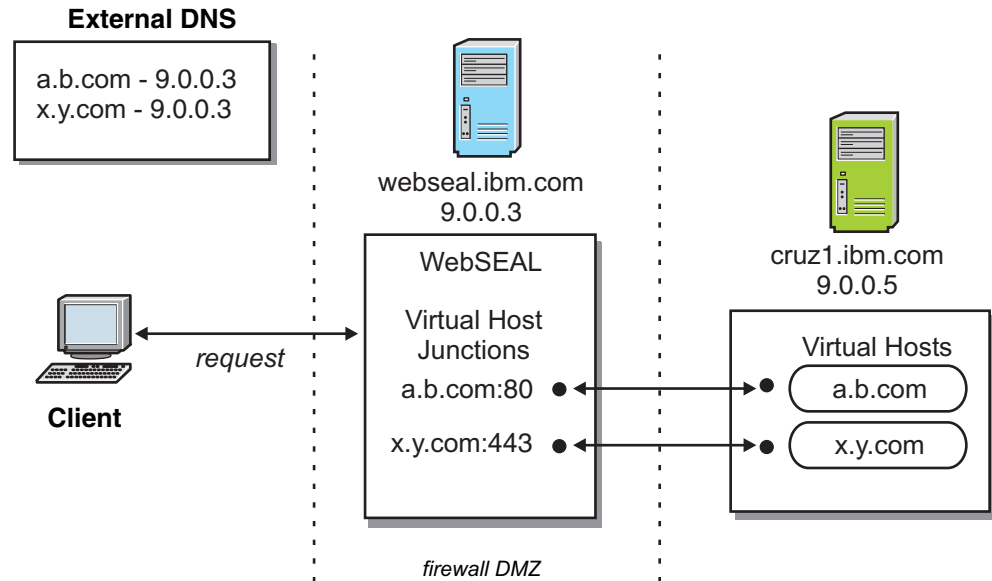 External DNS
a.b.com - 9.0.0.3
x.y.com - 9.0.0.3
webseal.ibm.com
9.0.0.3
cruz1.ibm.com
9.0.0.5
WebSEAL
Virtual Host
Junctions
a.b.com:80
x.y.com:443
request
Client
Virtual Hosts
a.b.com
x.y.com
firewall DMZ